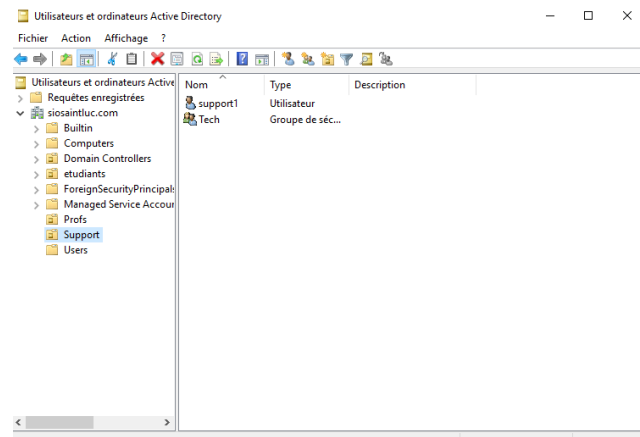 Utilisateurs et ordinateurs Active Directory
Fichier Action Affichage ?
Utilisateurs et ordinateurs Active
Requêtes enregistrées
siosaintluc.com
Builtin
Computers
Domain Controllers
etudiants
ForeignSecurityPrincipals
Managed Service Accour
Profs
Support
Users
Nom Type Description
support1 Utilisateur
Tech Groupe de séc...